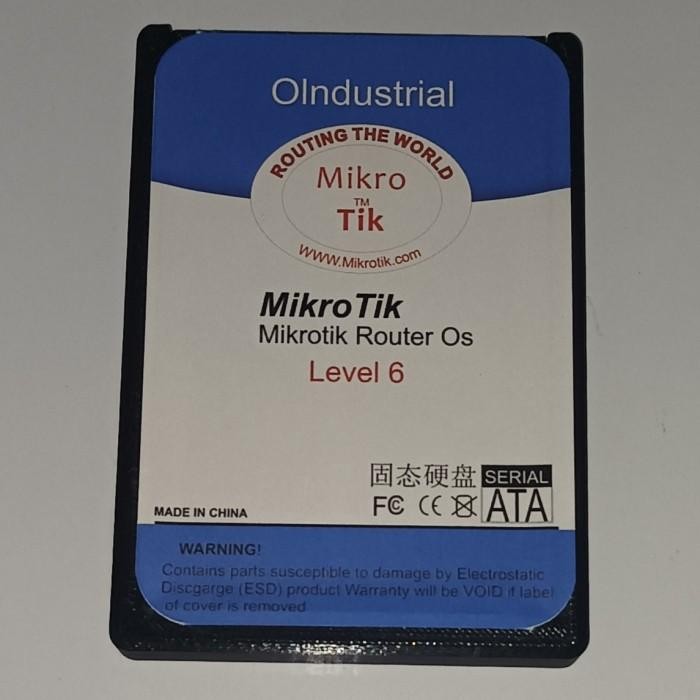 OIndustrial
ROUTING THE WORLD
Mikro
TM
Tik
WWW.Mikrotik.com
MikroTik
Mikrotik Router Os
Level 6
固态硬盘
SERIAL
FC CE
ATA
MADE IN CHINA
WARNING!
Contains parts susceptible to damage by Electrostatic
Discgarge (ESD) product Warranty will be VOID if label
of cover is removed